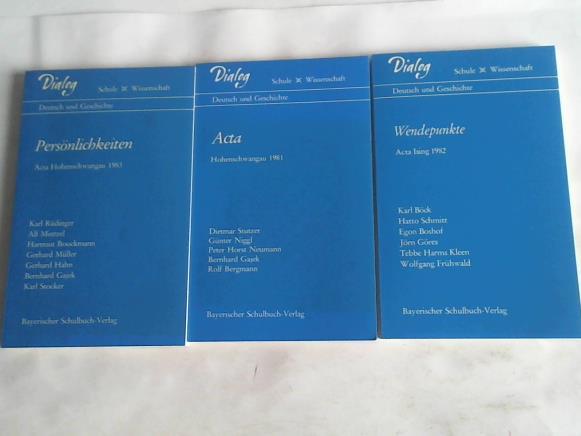 Dialog
Schule Wissenschaft
Deutsch und Geschichte
Persönlichkeiten
Acta Hohenschwangau 1983
Karl Rüdinger
Alf Mintzel
Hartmut Boockmann
Gerhard Müller
Gerhard Hahn
Bernhard Gajek
Karl Stocker
Bayerischer Schulbuch-Verlag
Dialog
Schule Wissenschaft
Deutsch und Geschichte
Acta
Hohenschwangau 1981
Dietmar Stutzer
Günter Niggl
Peter Horst Neumann
Bernhard Gajek
Rolf Bergmann
Bayerischer Schulbuch-Verlag
Dialog
Schule Wissenschaft
Deutsch und Geschichte
Wendepunkte
Acta Ising 1982
Karl Böck
Hatto Schmitt
Egon Boshof
Jörn Göres
Tebbe Harms Kleen
Wolfgang Frühwald
Bayerischer Schulbuch-Verlag